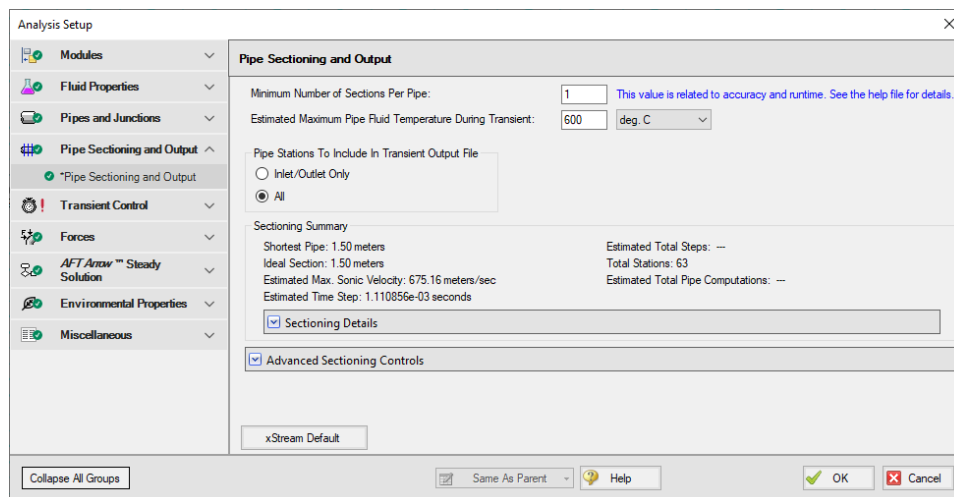 Analysis Setup
Modules
Fluid Properties
Pipes and Junctions
Pipe Sectioning and Output
*Pipe Sectioning and Output
Transient Control
Forces
AFT Arrow ™ Steady
Solution
Environmental Properties
Miscellaneous
Pipe Sectioning and Output
Minimum Number of Sections Per Pipe: 1 This value is related to accuracy and runtime. See the help file for details.
Estimated Maximum Pipe Fluid Temperature During Transient: 600 deg. C
Pipe Stations To Include In Transient Output File
Inlet/Outlet Only
All
Sectioning Summary
Shortest Pipe: 1.50 meters
Ideal Section: 1.50 meters
Estimated Max. Sonic Velocity: 675.16 meters/sec
Estimated Time Step: 1.110856e-03 seconds
Estimated Total Steps: ---
Total Stations: 63
Estimated Total Pipe Computations: ---
Sectioning Details
Advanced Sectioning Controls
xStream Default
Collapse All Groups
Same As Parent
Help
OK
Cancel